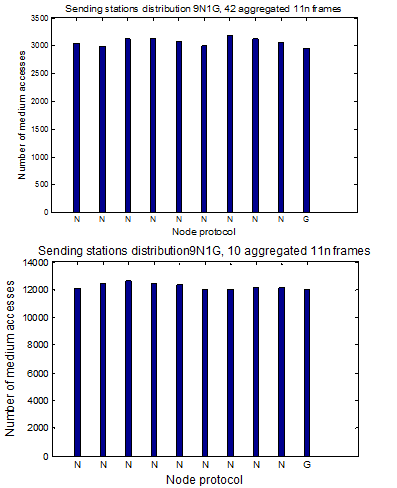 Sending stations distribution 9N1G, 42 aggregated 11n frames
3500
3000
2500
2000
1500
1000
500
0
Number of medium accesses
N N N N N N N N N G
Node protocol
Sending stations distribution9N1G, 10 aggregated 11n frames
14000
12000
10000
8000
6000
4000
2000
0
Number of medium accesses
N N N N N N N N N G
Node protocol